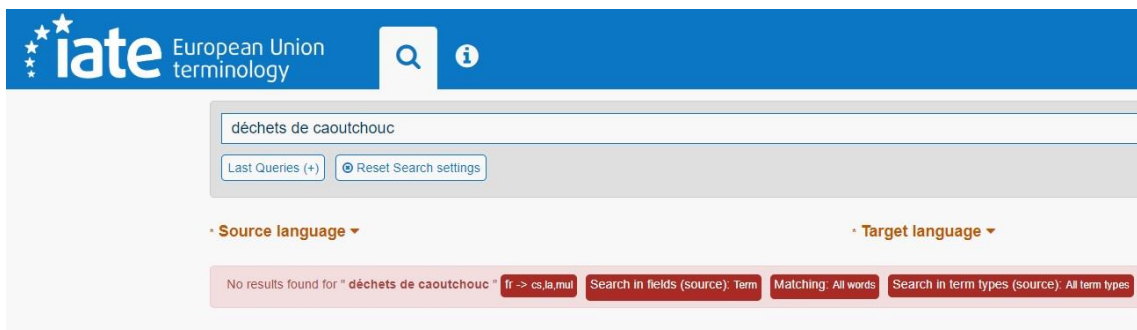 iate European Union
terminology
déchets de caoutchouc
Last Queries (+) Reset Search settings
Source language Target language
No results found for " déchets de caoutchouc " fr -> cs,la,mul Search in fields (source): Term Matching: All words Search in term types (source): All term types